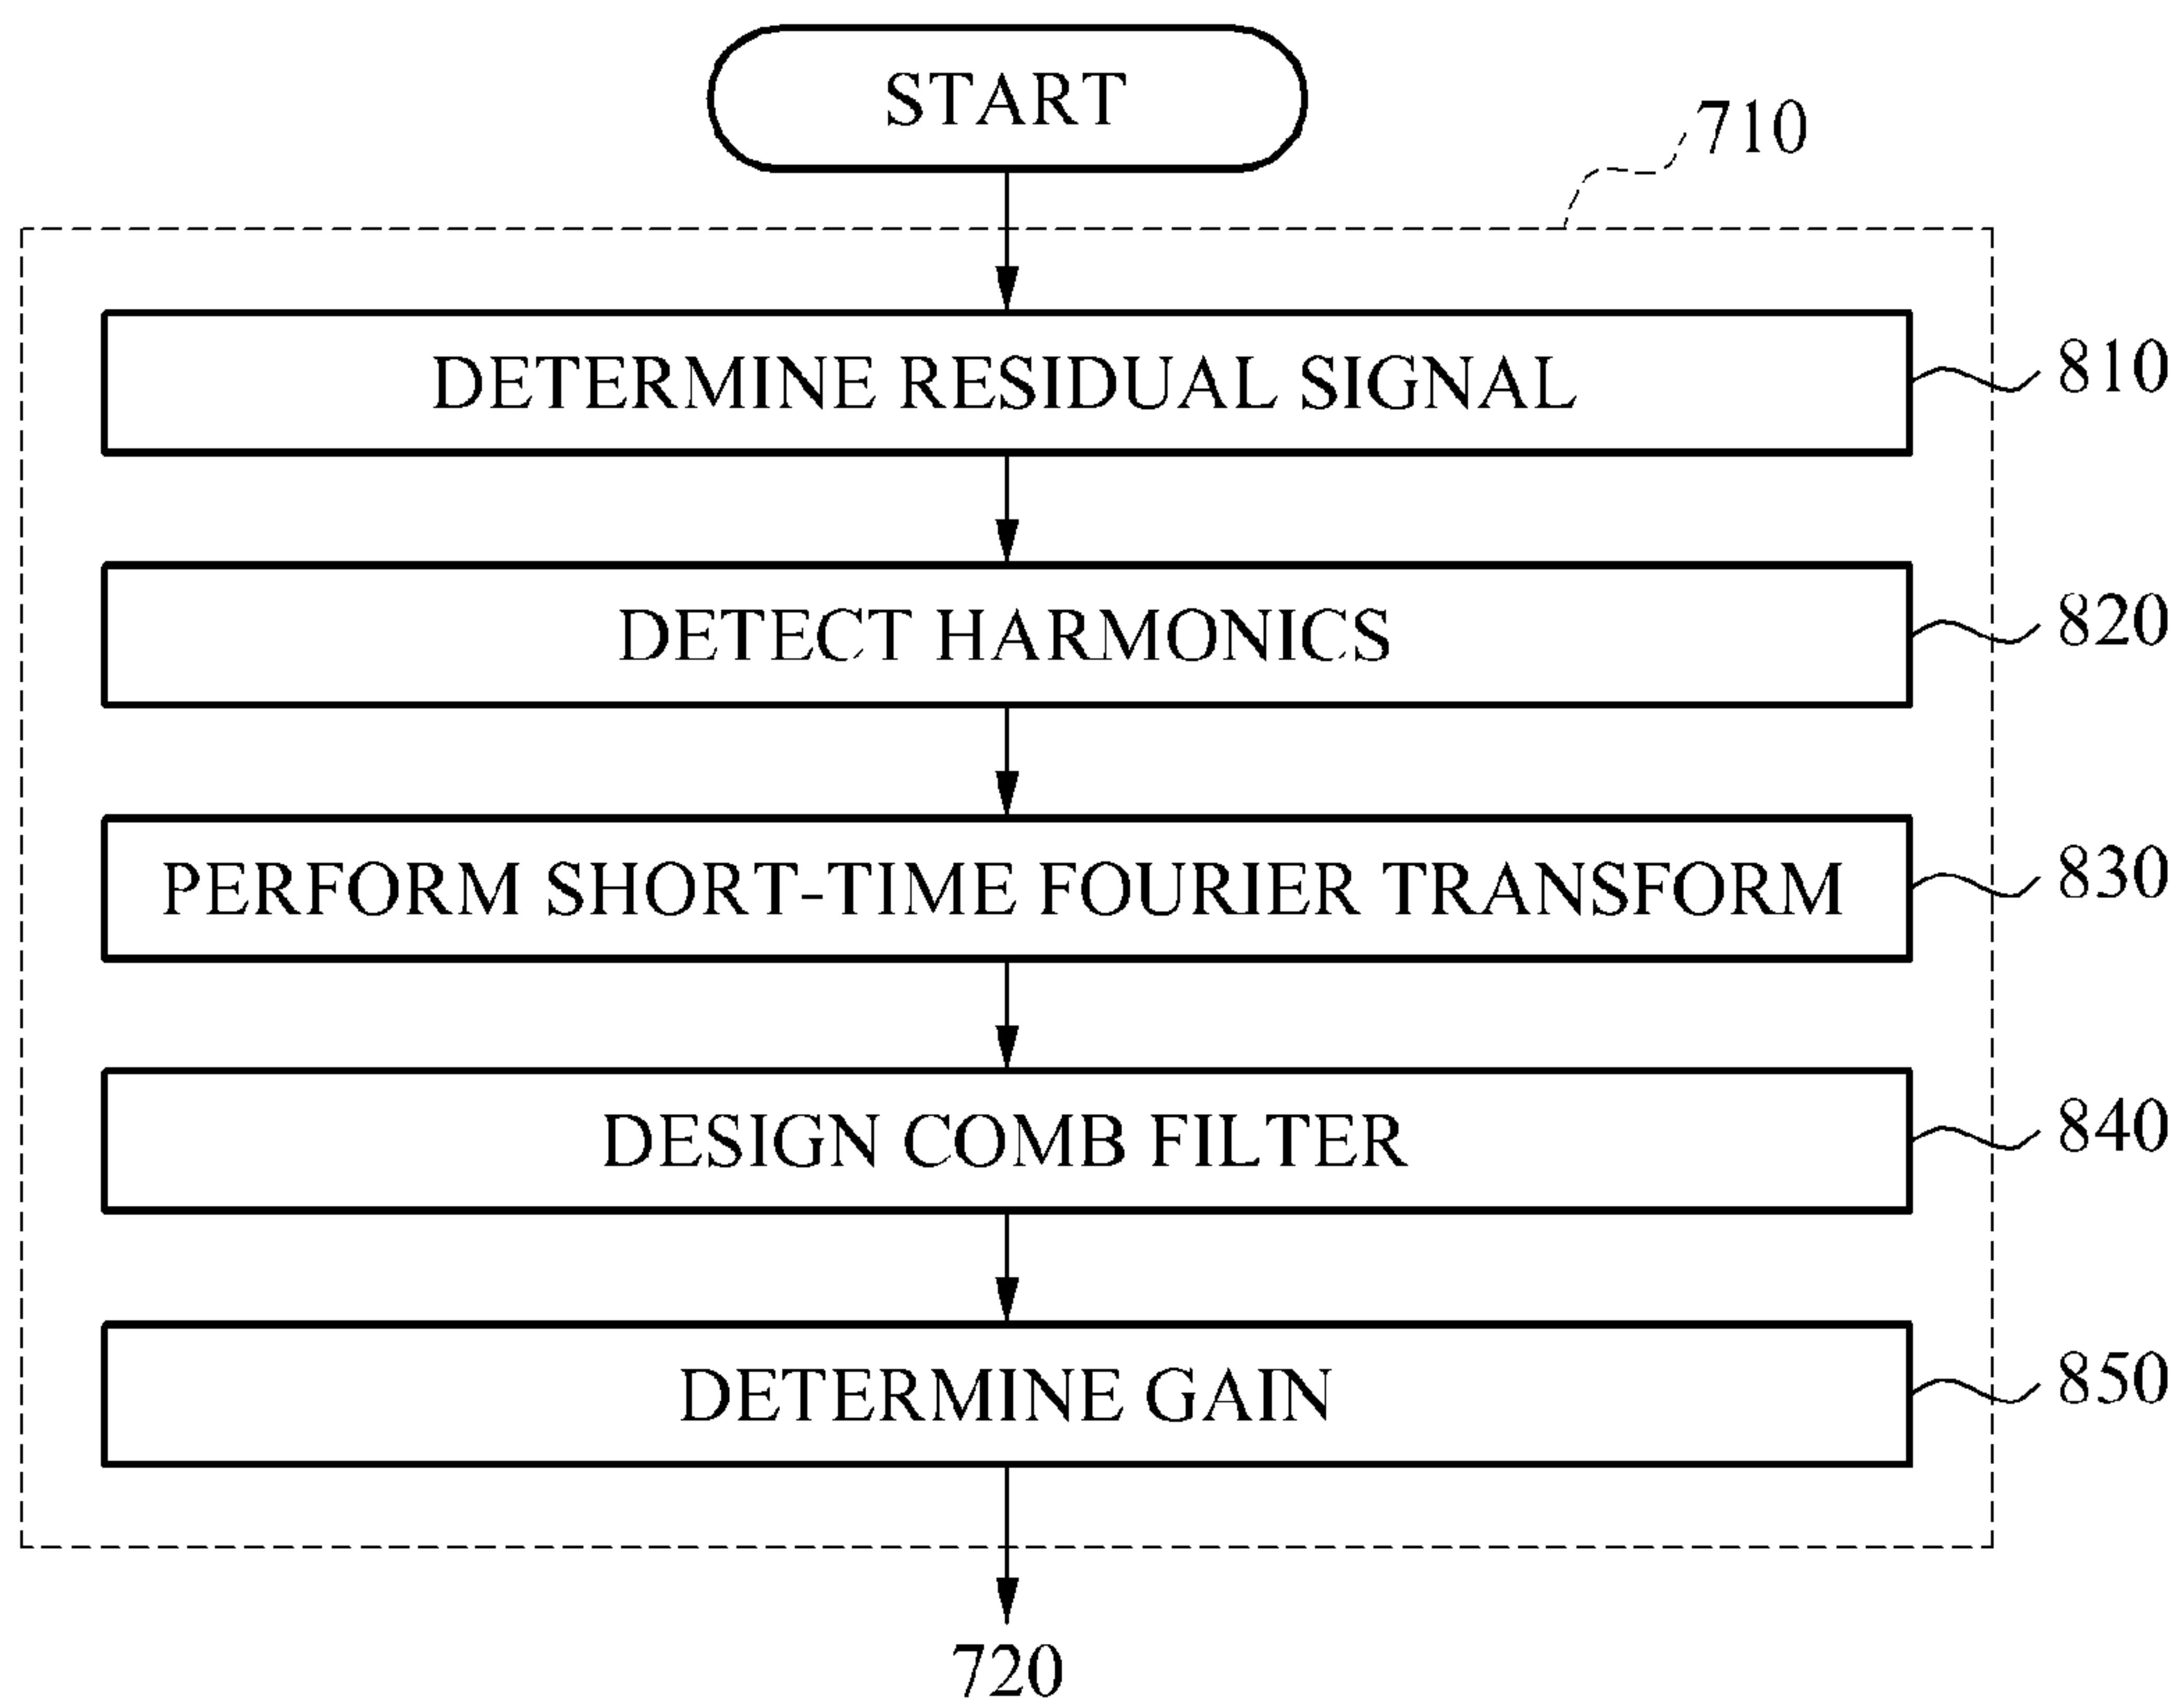 START
710
DETERMINE RESIDUAL SIGNAL
810
DETECT HARMONICS
820
PERFORM SHORT-TIME FOURIER TRANSFORM
830
DESIGN COMB FILTER
840
DETERMINE GAIN
850
720